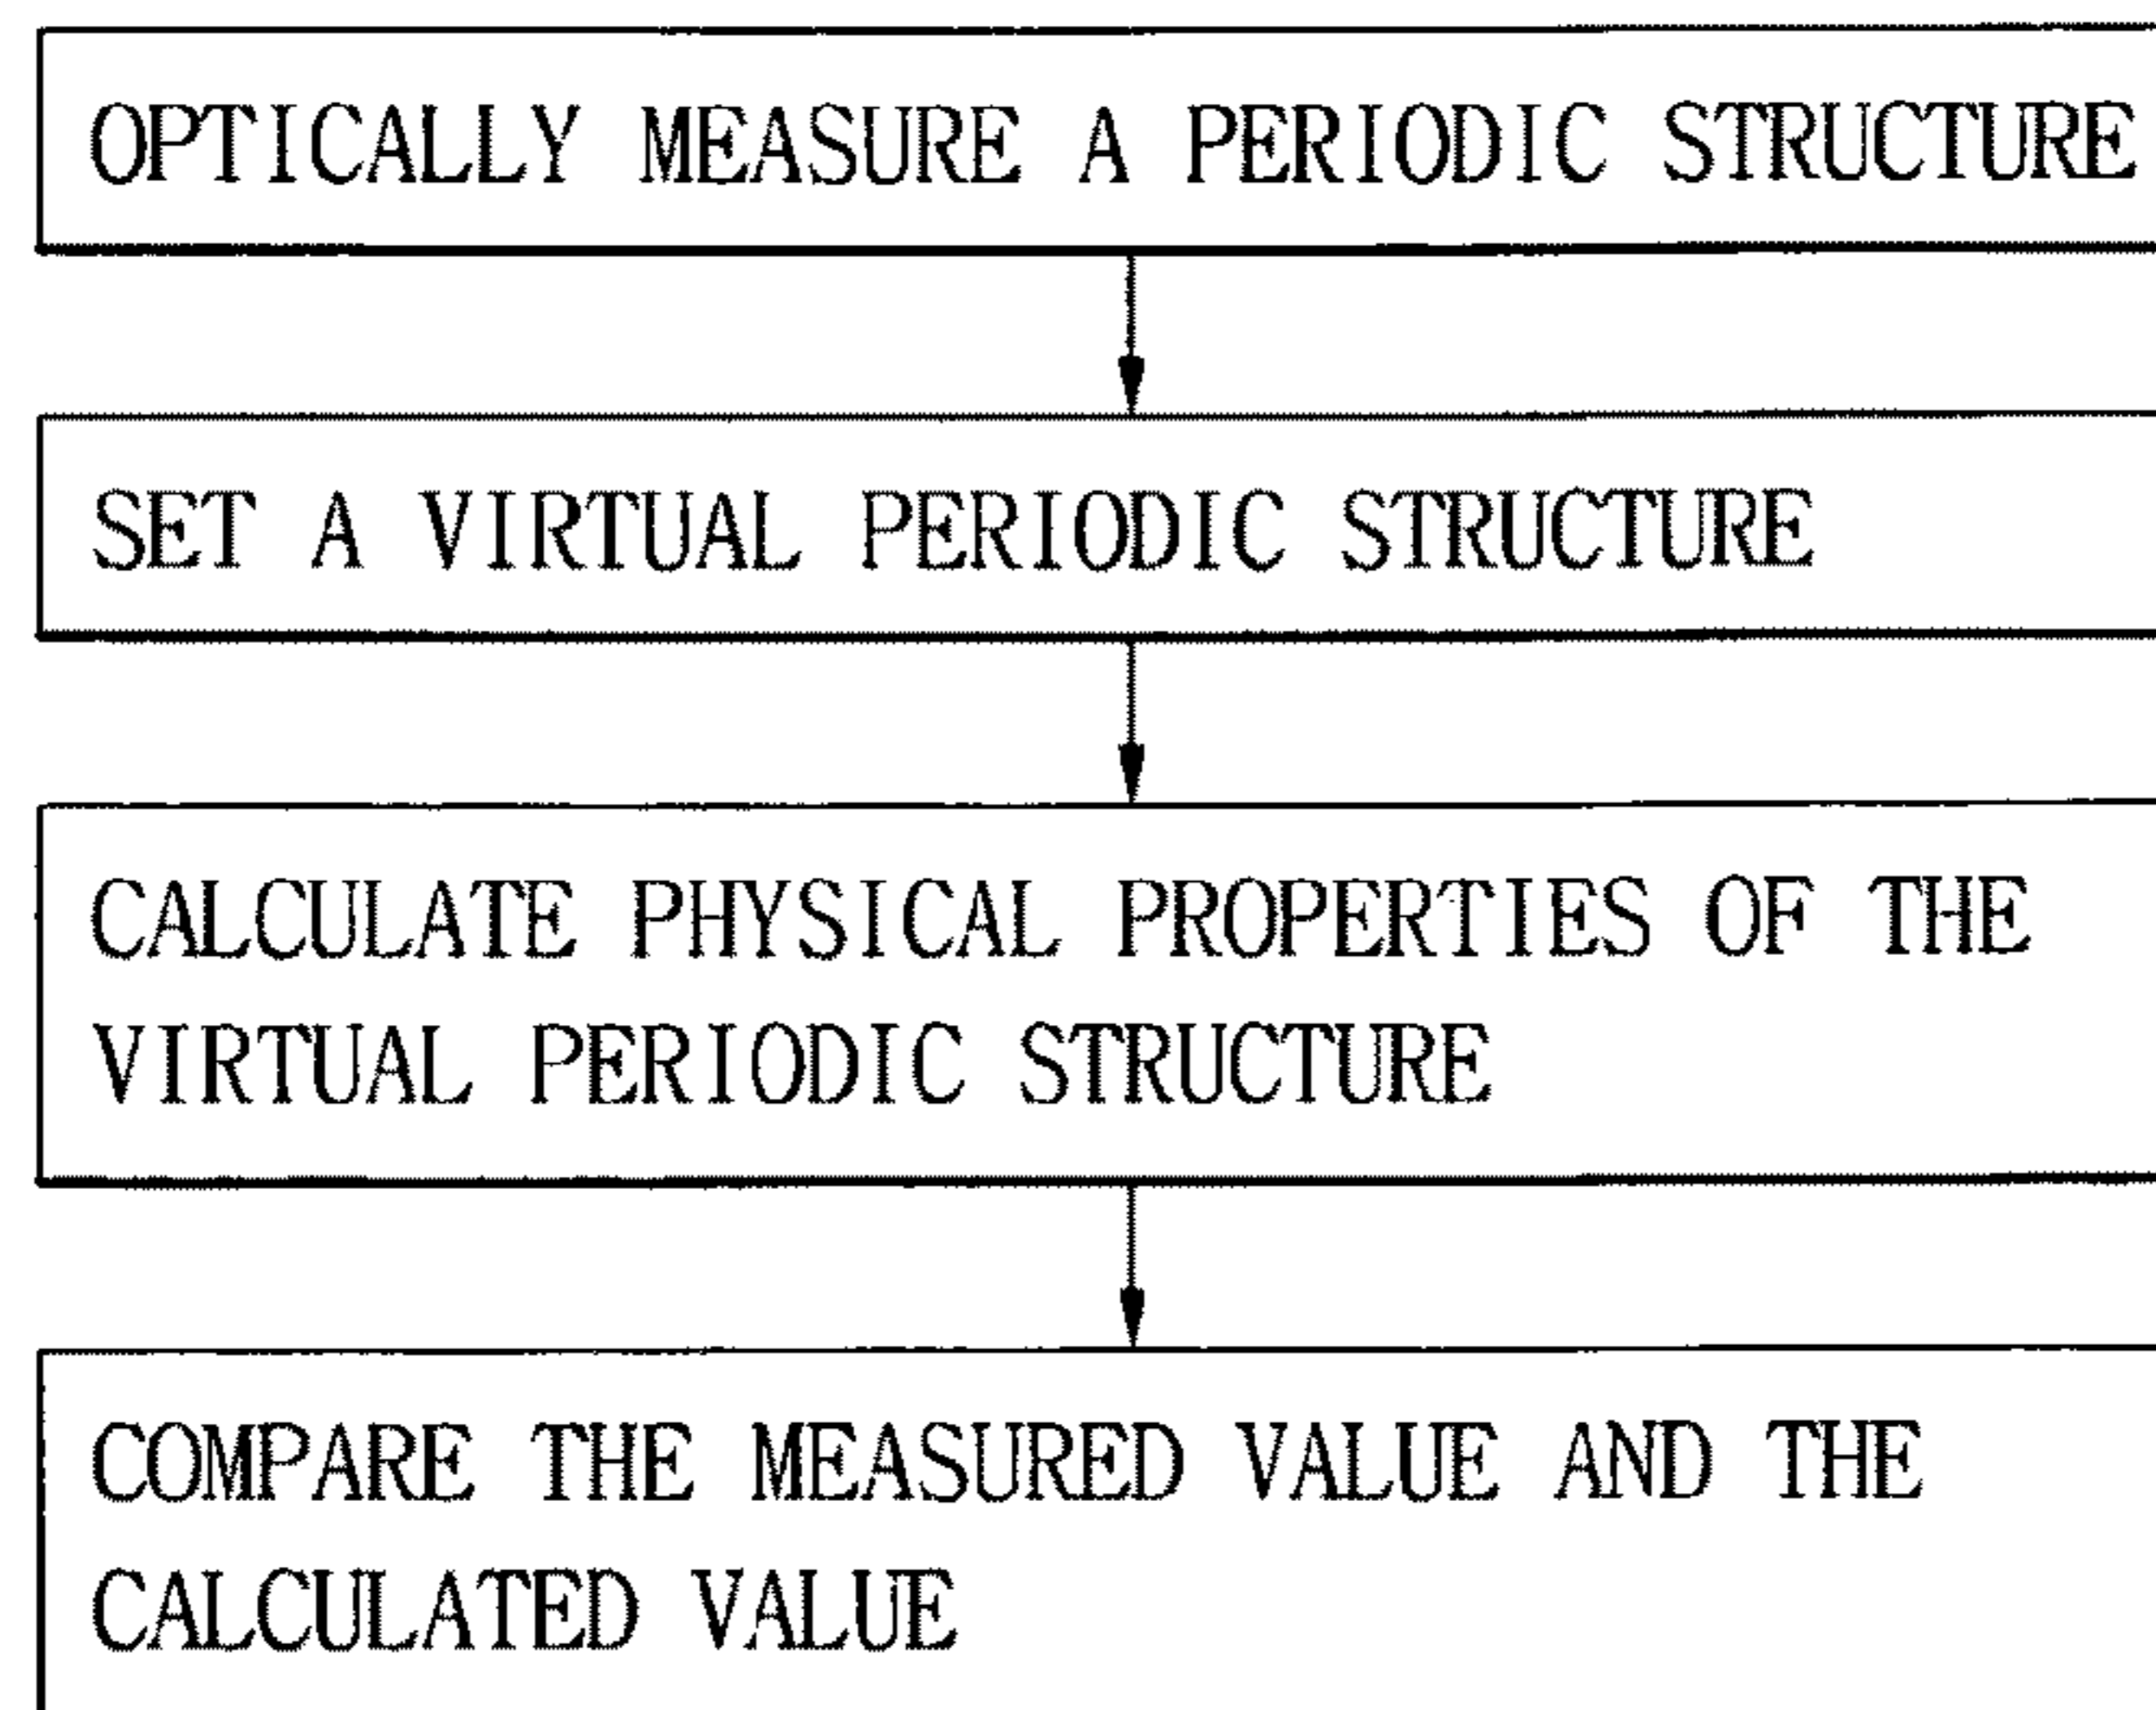 OPTICALLY MEASURE A PERIODIC STRUCTURE
SET A VIRTUAL PERIODIC STRUCTURE
CALCULATE PHYSICAL PROPERTIES OF THE
VIRTUAL PERIODIC STRUCTURE
COMPARE THE MEASURED VALUE AND THE
CALCULATED VALUE